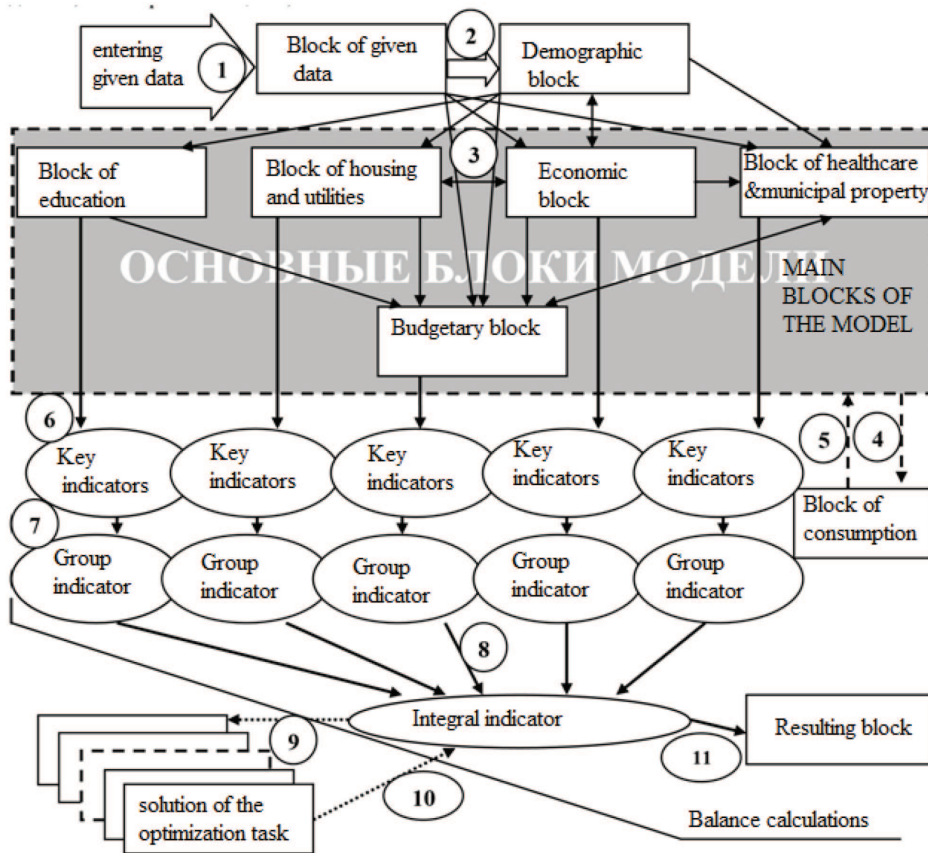 entering
given data
1
Block of given
data
2
Demographic
block
3
Block of
education
Block of housing
and utilities
Economic
block
Block of healthcare
&municipal property
ОСНОВНЫЕ БЛОКИ МОДЕЛИ
MAIN
BLOCKS OF
THE MODEL
Budgetary block
6
5
4
Key
indicators
Key
indicators
Key
indicators
Key
indicators
Key
indicators
Block of
consumption
7
Group
indicator
Group
indicator
Group
indicator
Group
indicator
Group
indicator
8
Integral indicator
Resulting block
9
10
11
solution of the
optimization task
Balance calculations